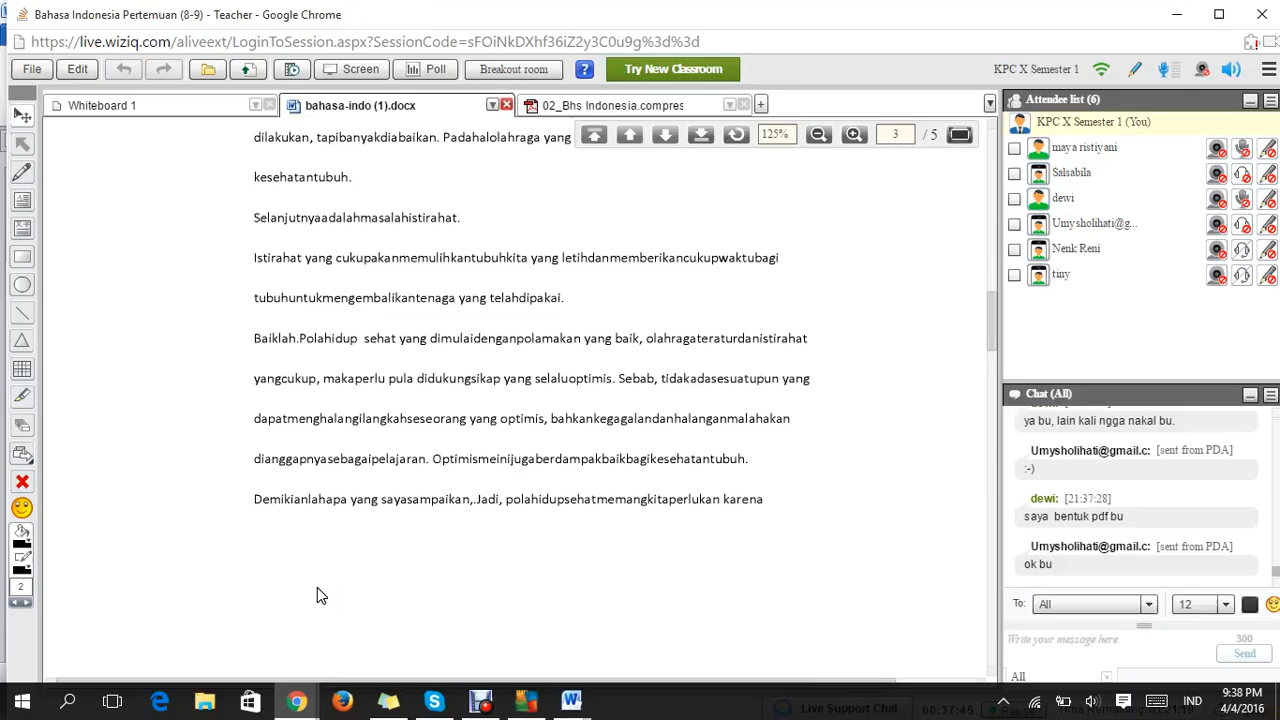 Bahasa Indonesia Pertemuan (8-9) - Teacher - Google Chrome
https://live.wiziq.com/aliveext/LoginToSession.aspx?SessionCode=sFOiNkDXhf36iZ2y3C0u9g%3d%3d
File Edit Screen Poll Breakout room ? Try New Classroom KPC X Semester 1
Whiteboard 1 bahasa-indo (1).docx 02_Bhs Indonesia.compres +
125% 3 / 5
dilakukan, tapibanyakdiabaikan. Padahalolahraga yang
kesehatantubuh.
Selanjutnyaadalahmasalahistirahat.
Istirahat yang cukupakanmemulihkantubuhkita yang letihdanmemberikancukupwaktubagi
tubuhuntukmengembalikantenaga yang telahdipakai.
Baiklah.Polahidup  sehat yang dimulaidenganpolamakan yang baik, olahragateraturdanistirahat
yangcukup, makaperlu pula didukungsikap yang selaluoptimis. Sebab, tidakadasesuatupun yang
dapatmenghalangilangkahseseorang yang optimis, bahkankegagalandanhalanganmalahakan
dianggapnyasebagaipelajaran. Optimismeinijugaberdampakbaikbagikesehatantubuh.
Demikianlahapa yang sayasampaikan,.Jadi, polahidupsehatmemangkitaperlukan karena
2
Attendee list (6)
KPC X Semester 1 (You)
maya ristiyani
Salsabila
dewi
Umysholihati@g...
Nenk Reni
tiny
Chat (All)
ya bu, lain kali ngga nakal bu.
Umysholihati@gmail.c: [sent from PDA]
:-)
dewi: [21:37:28]
saya bentuk pdf bu
Umysholihati@gmail.c: [sent from PDA]
ok bu
To: All 12
Write your message here. 300
Send
All
Live Support Chat 00:37:45
IND
9:38 PM
4/4/2016